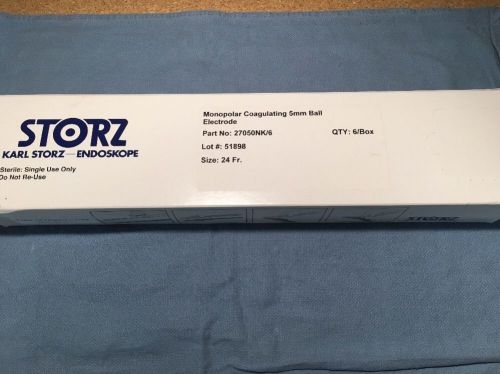 STORZ
KARL STORZ—ENDOSKOPE
Sterile: Single Use Only
Do Not Re-Use
Monopolar Coagulating 5mm Ball
Electrode
Part No: 27050NK/6 QTY: 6/Box
Lot #: 51898
Size: 24 Fr.
STORZ